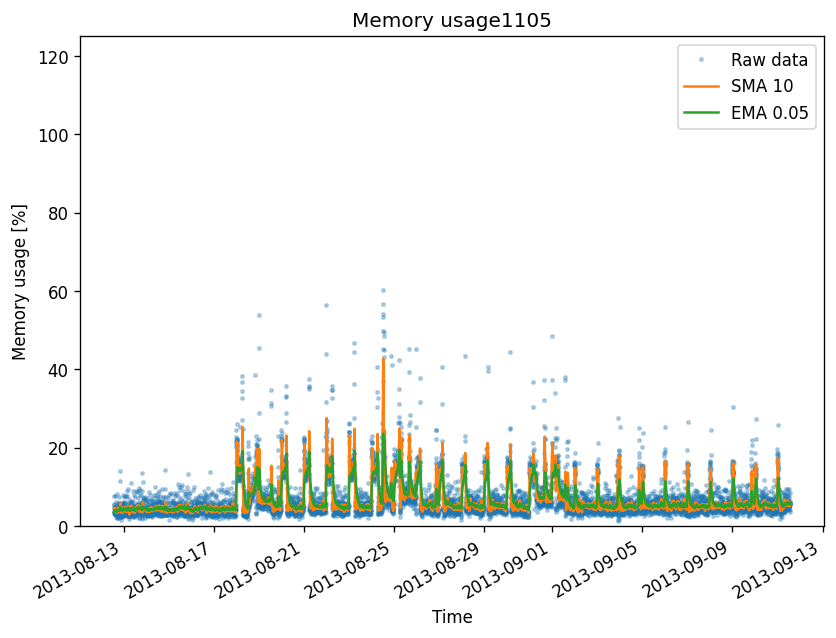 Memory usage1105
Raw data
SMA 10
EMA 0.05
Memory usage [%]
120
100
80
60
40
20
0
2013-08-13
2013-08-17
2013-08-21
2013-08-25
2013-08-29
2013-09-01
2013-09-05
2013-09-09
2013-09-13
Time